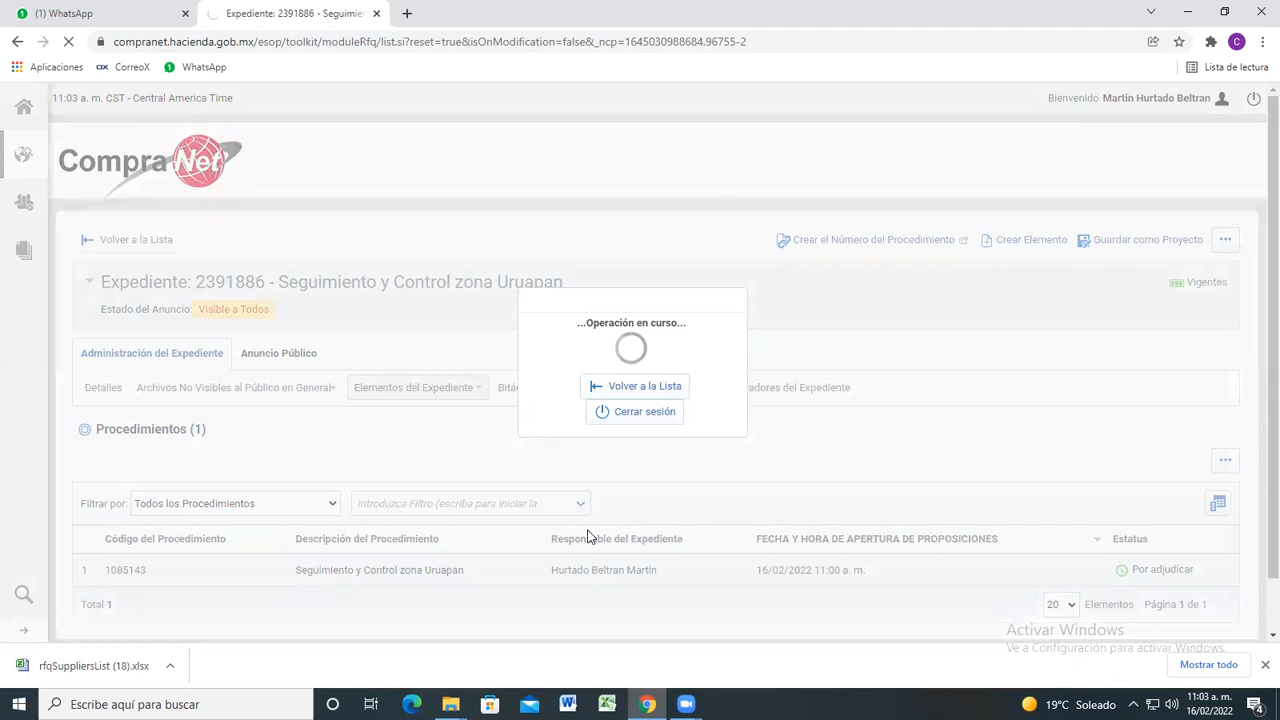 (1) WhatsApp
Expediente: 2391886 - Seguimie
compranet.hacienda.gob.mx/esop/toolkit/moduleRfq/list.si?reset=true&isOnModification=false&_ncp=1645030988684.96755-2
Aplicaciones CorreoX WhatsApp Lista de lectura
11:03 a. m. CST - Central America Time
Bienvenido Martin Hurtado Beltran
CompraNet
Volver a la Lista
Crear el Número del Procedimiento Crear Elemento Guardar como Proyecto ...
Expediente: 2391886 - Seguimiento y Control zona Uruapan
Vigentes
Estado del Anuncio: Visible a Todos
...Operación en curso...
Volver a la Lista
Cerrar sesión
Administración del Expediente Anuncio Público
Detalles Archivos No Visibles al Público en General Elementos del Expediente Bitác adores del Expediente
Procedimientos (1)
...
Filtrar por: Todos los Procedimientos Introduzca Filtro (escriba para iniciar la
Código del Procedimiento Descripción del Procedimiento Responsable del Expediente FECHA Y HORA DE APERTURA DE PROPOSICIONES Estatus
1 1085143 Seguimiento y Control zona Uruapan Hurtado Beltran Martin 16/02/2022 11:00 a. m. Por adjudicar
Total 1 20 Elementos Página 1 de 1
Activar Windows
Ve a Configuración para activar Windows.
rfqSuppliersList (18).xlsx Mostrar todo
Escribe aquí para buscar
19°C Soleado
11:03 a. m.
16/02/2022
4